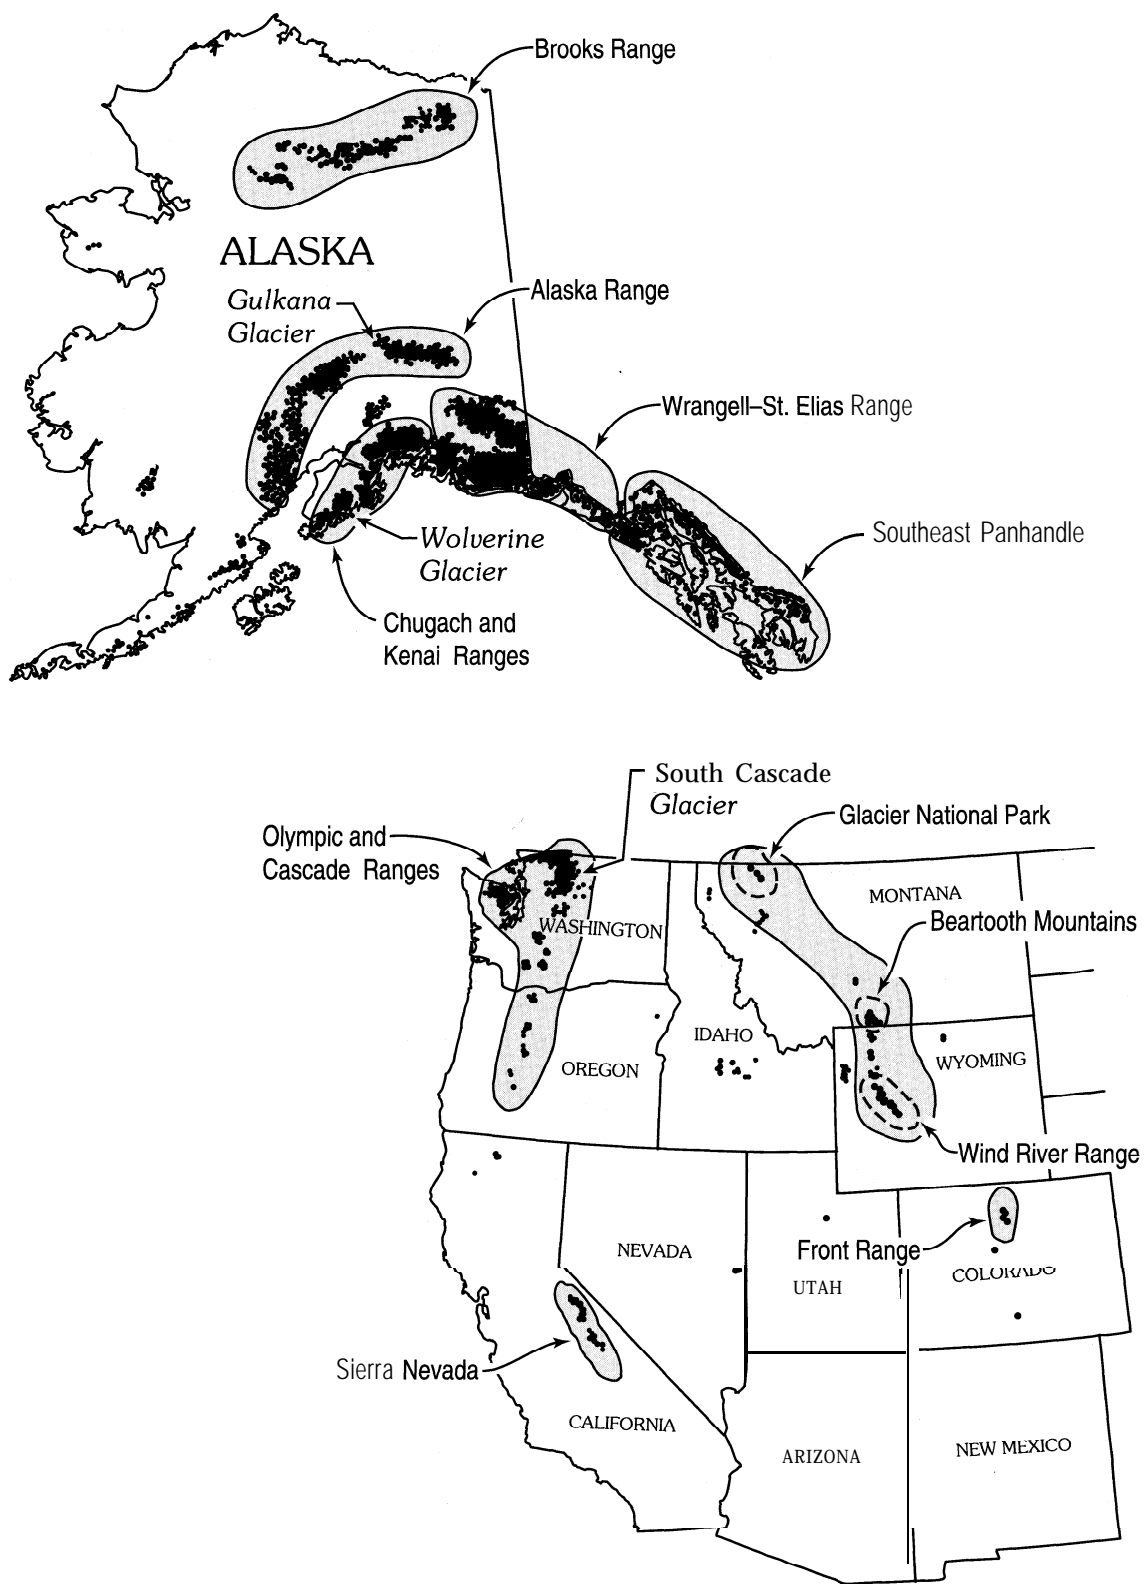 Brooks Range
ALASKA
Gulkana
Glacier
Alaska Range
Wrangell–St. Elias Range
Southeast Panhandle
Wolverine
Glacier
Chugach and
Kenai Ranges
South Cascade
Glacier
Glacier National Park
Olympic and
Cascade Ranges
MONTANA
Beartooth Mountains
WASHINGTON
IDAHO
WYOMING
OREGON
Wind River Range
NEVADA
Front Range
COLORADO
UTAH
Sierra Nevada
CALIFORNIA
ARIZONA
NEW MEXICO